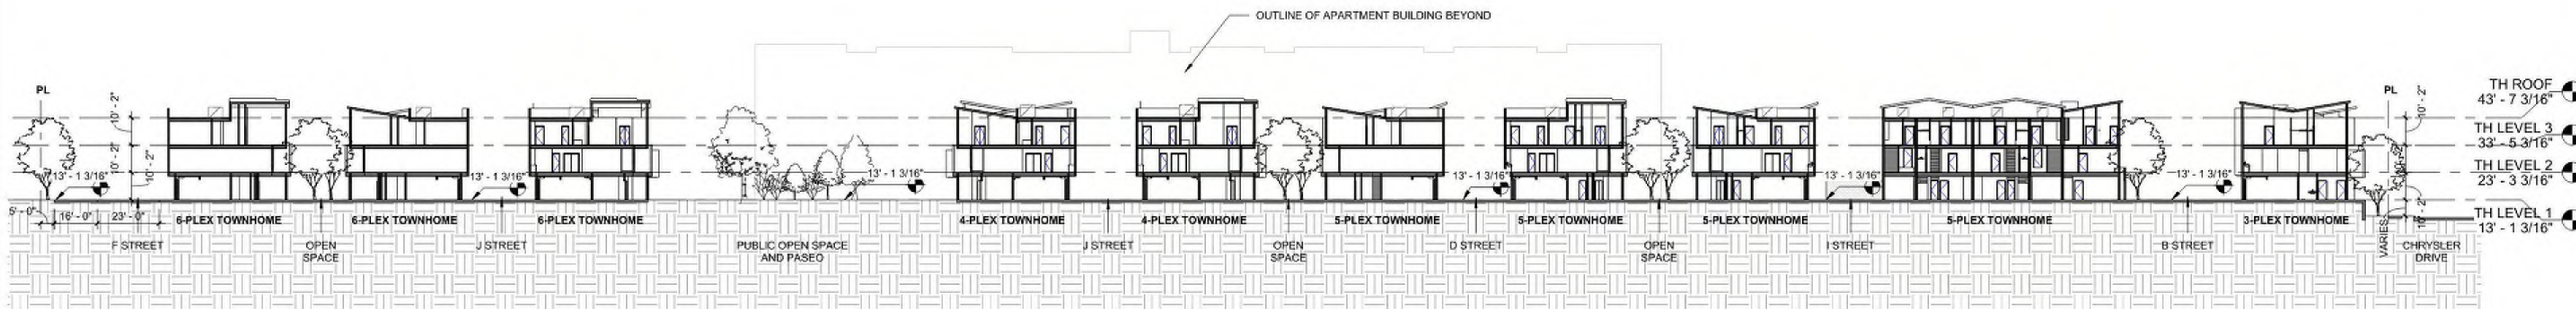 OUTLINE OF APARTMENT BUILDING BEYOND
PL
PL
10' - 2"
10' - 2"
10' - 2"
10' - 2"
10' - 2"
TH ROOF
43' - 7 3/16"
TH LEVEL 3
33' - 5 3/16"
TH LEVEL 2
23' - 3 3/16"
TH LEVEL 1
13' - 1 3/16"
13' - 1 3/16"
13' - 1 3/16"
13' - 1 3/16"
13' - 1 3/16"
13' - 1 3/16"
13' - 1 3/16"
5' - 0"
16' - 0"
23' - 0"
6-PLEX TOWNHOME
6-PLEX TOWNHOME
6-PLEX TOWNHOME
4-PLEX TOWNHOME
4-PLEX TOWNHOME
5-PLEX TOWNHOME
5-PLEX TOWNHOME
5-PLEX TOWNHOME
5-PLEX TOWNHOME
3-PLEX TOWNHOME
F STREET
OPEN
SPACE
J STREET
PUBLIC OPEN SPACE
AND PASEO
J STREET
OPEN
SPACE
D STREET
OPEN
SPACE
I STREET
B STREET
VARIES
CHRYSLER
DRIVE